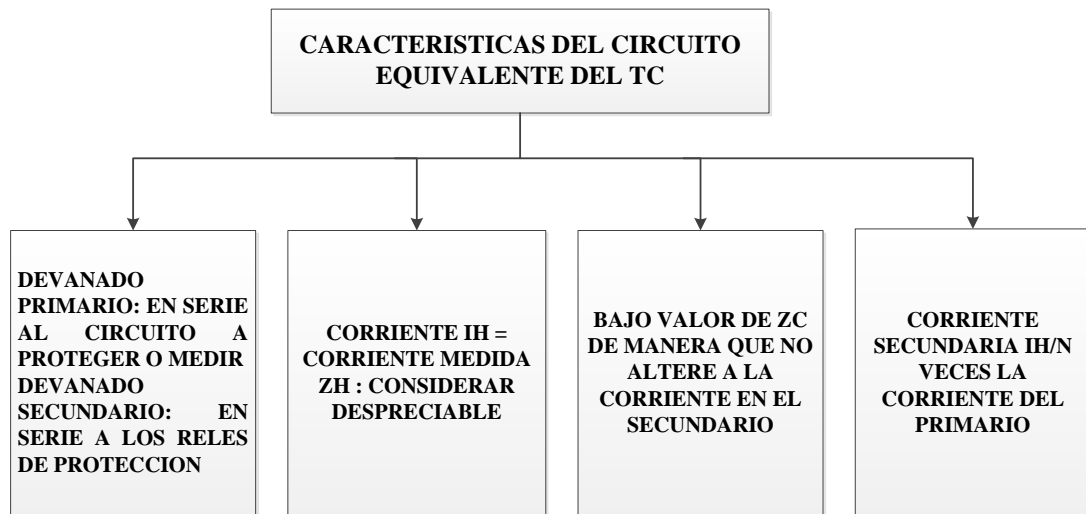 CARACTERISTICAS DEL CIRCUITO
EQUIVALENTE DEL TC
DEVANADO
PRIMARIO: EN SERIE
AL CIRCUITO A
PROTEGER O MEDIR
DEVANADO
SECUNDARIO: EN
SERIE A LOS RELES
DE PROTECCION
CORRIENTE IH =
CORRIENTE MEDIDA
ZH : CONSIDERAR
DESPRECIABLE
BAJO VALOR DE ZC
DE MANERA QUE NO
ALTERE A LA
CORRIENTE EN EL
SECUNDARIO
CORRIENTE
SECUNDARIA IH/N
VECES LA
CORRIENTE DEL
PRIMARIO